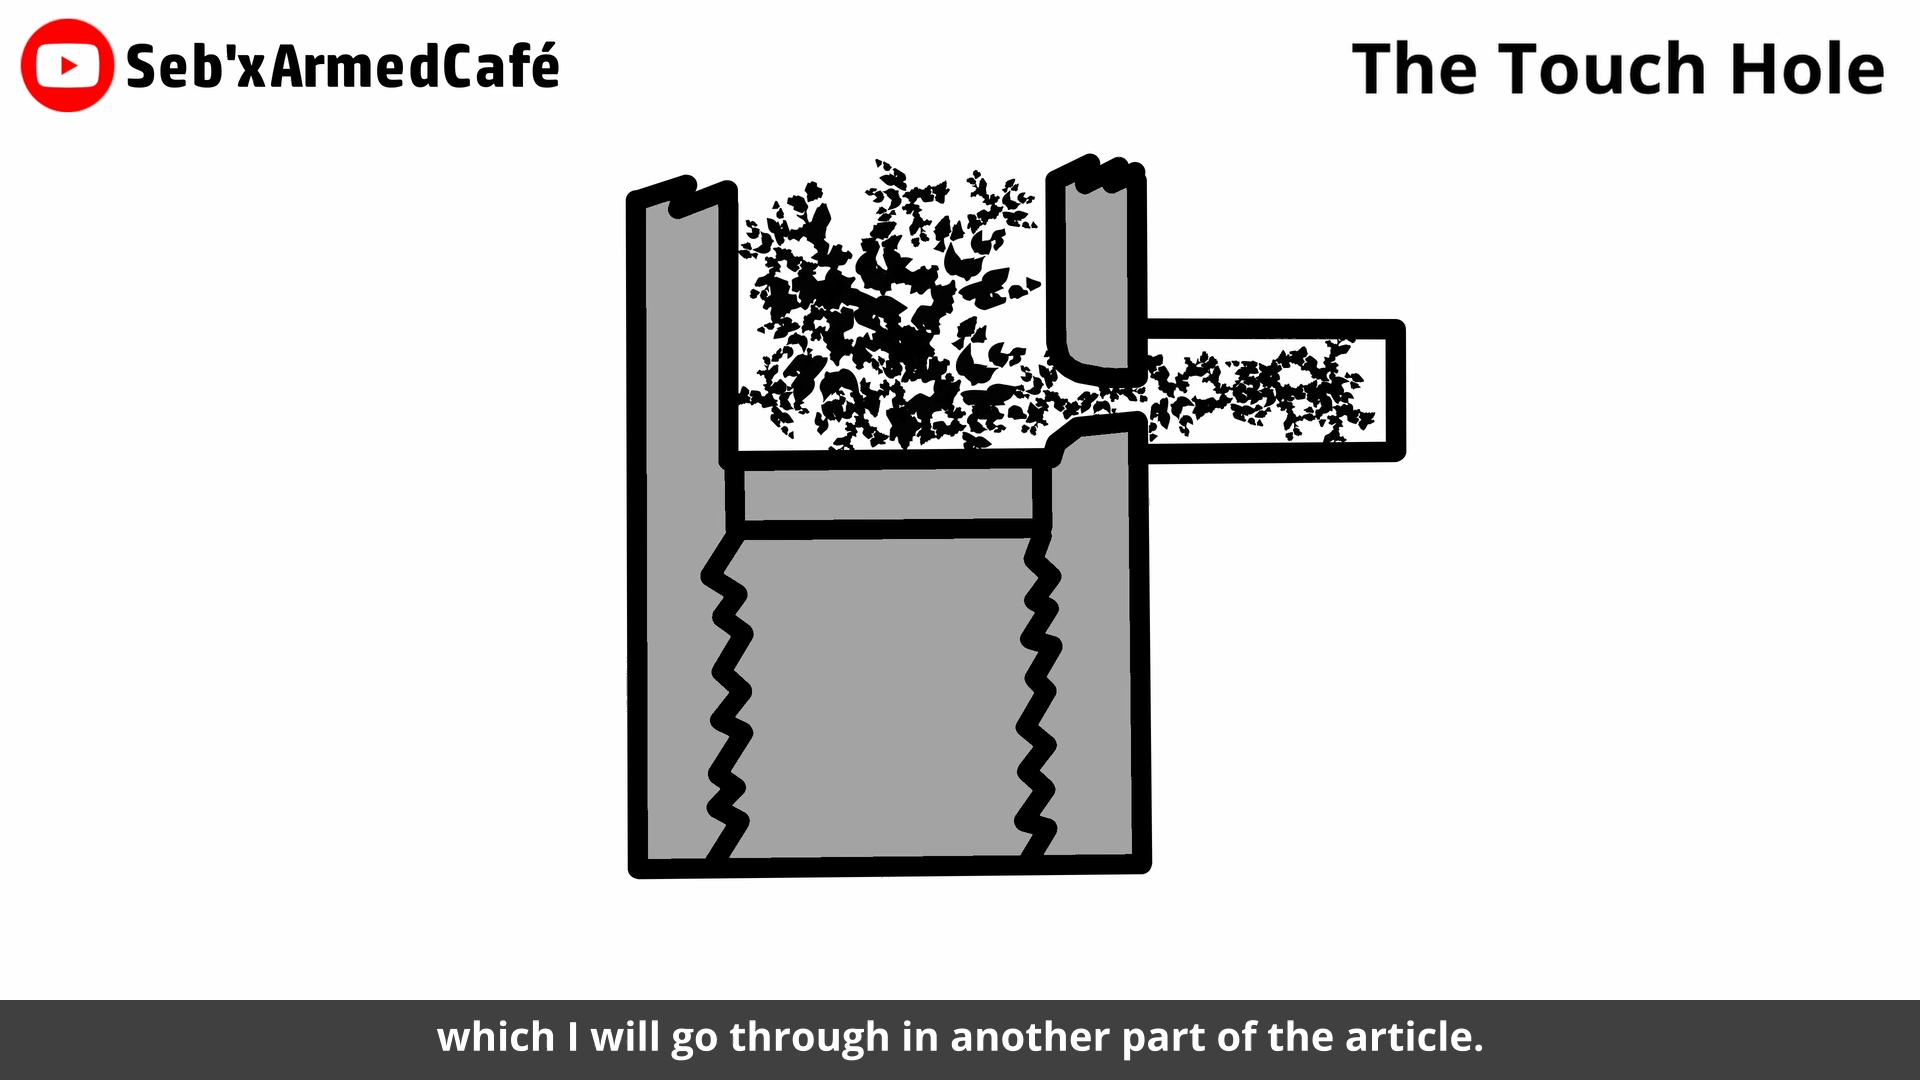 Seb'xArmedCafé
The Touch Hole
which I will go through in another part of the article.